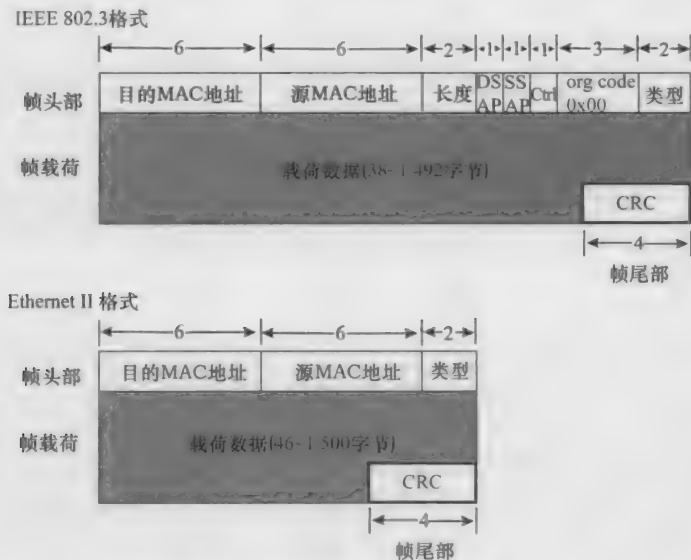 IEEE 802.3格式
6 6 2 1 1 1 3 2
帧头部 目的MAC地址 源MAC地址 长度 DSAP SSAP Ctrl org code 0x00 类型
帧载荷 载荷数据(38~1 492字节)
CRC
4
帧尾部
Ethernet II 格式
6 6 2
帧头部 目的MAC地址 源MAC地址 类型
帧载荷 载荷数据(46~1 500字节)
CRC
4
帧尾部